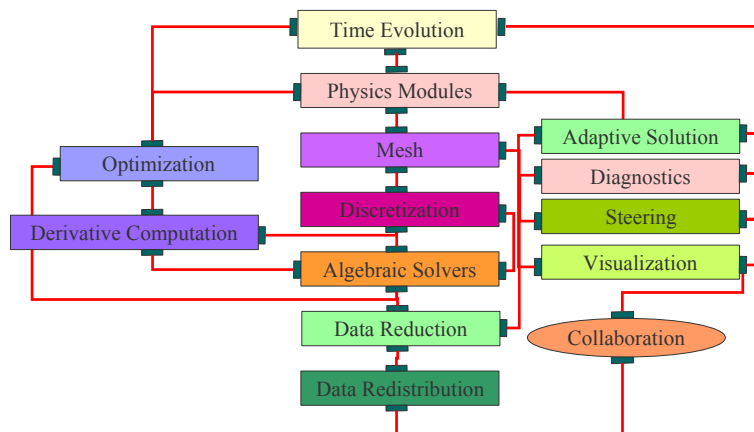 Time Evolution
Physics Modules
Adaptive Solution
Mesh
Optimization
Diagnostics
Discretization
Steering
Derivative Computation
Algebraic Solvers
Visualization
Data Reduction
Collaboration
Data Redistribution